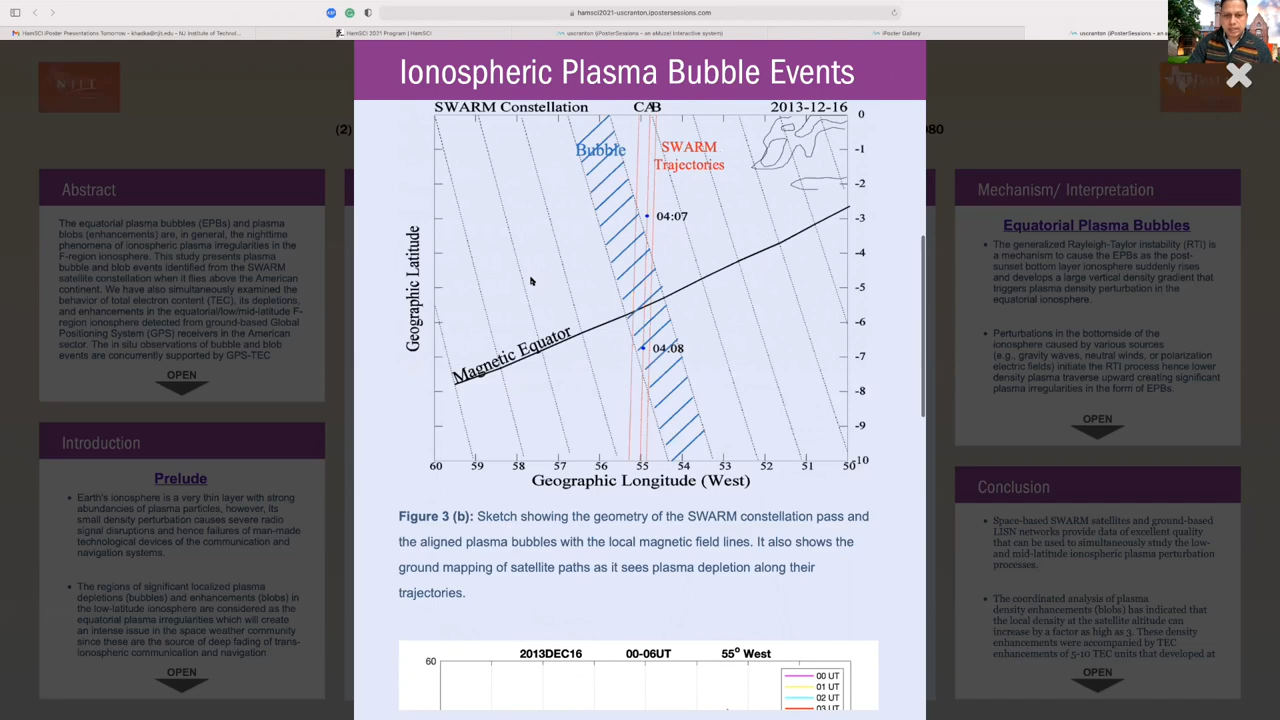 hamsci2021-uscranton.ipostersessions.com
HamSCI iPoster Presentations Tomorrow - khadka@njit.edu - NJ Institute of Technol...
HamSCI 2021 Program | HamSCI
uscranton (iPosterSessions - an aMuze! Interactive system)
iPoster Gallery
uscranton (iPosterSessions - an a
Ionospheric Plasma Bubble Events
NJIT
(2)
080
Abstract
The equatorial plasma bubbles (EPBs) and plasma
blobs (enhancements) are, in general, the nighttime
phenomena of ionospheric plasma irregularities in the
F-region ionosphere. This study presents plasma
bubble and blob events identified from the SWARM
satellite constellation when it flies above the American
continent. We have also simultaneously examined the
behavior of total electron content (TEC), its depletions,
and enhancements in the equatorial/low/mid-latitude F-
region ionosphere detected from ground-based Global
Positioning System (GPS) receivers in the American
sector. The in situ observations of bubble and blob
events are concurrently supported by GPS-TEC
OPEN
Introduction
Prelude
Earth's ionosphere is a very thin layer with strong
abundancies of plasma particles, however, its
small density perturbation causes severe radio
signal disruptions and hence failures of man-made
technological devices of the communication and
navigation systems.
The regions of significant localized plasma
depletions (bubbles) and enhancements (blobs)
in the low-latitude ionosphere are considered as the
equatorial plasma irregularities which will create
an intense issue in the space weather community
since these are the source of deep fading of trans-
ionospheric communication and navigation
OPEN
SWARM Constellation
CAB
2013-12-16
Bubble
SWARM
Trajectories
04:07
04:08
Magnetic Equator
Geographic Latitude
0
-1
-2
-3
-4
-5
-6
-7
-8
-9
-10
60 59 58 57 56 55 54 53 52 51 50
Geographic Longitude (West)
Figure 3 (b): Sketch showing the geometry of the SWARM constellation pass and
the aligned plasma bubbles with the local magnetic field lines. It also shows the
ground mapping of satellite paths as it sees plasma depletion along their
trajectories.
2013DEC16 00-06UT 55° West
60
00 UT
01 UT
02 UT
03 UT
Mechanism/ Interpretation
Equatorial Plasma Bubbles
The generalized Rayleigh-Taylor instability (RTi) is
a mechanism to cause the EPBs as the post-
sunset bottom layer ionosphere suddenly rises
and develops a large vertical density gradient that
triggers plasma density perturbation in the
equatorial ionosphere.
Perturbations in the bottomside of the
ionosphere caused by various sources
(e.g., gravity waves, neutral winds, or polarization
electric fields) initiate the RTI process hence lower
density plasma traverse upward creating significant
plasma irregularities in the form of EPBs.
OPEN
Conclusion
Space-based SWARM satellites and ground-based
LISN networks provide data of excellent quality
that can be used to simultaneously study the low-
and mid-latitude ionospheric plasma perturbation
processes.
The coordinated analysis of plasma
density enhancements (blobs) has indicated that
the local density at the satellite altitude can
increase by a factor as high as 3. These density
enhancements were accompanied by TEC
enhancements of 5-10 TEC units that developed at
OPEN